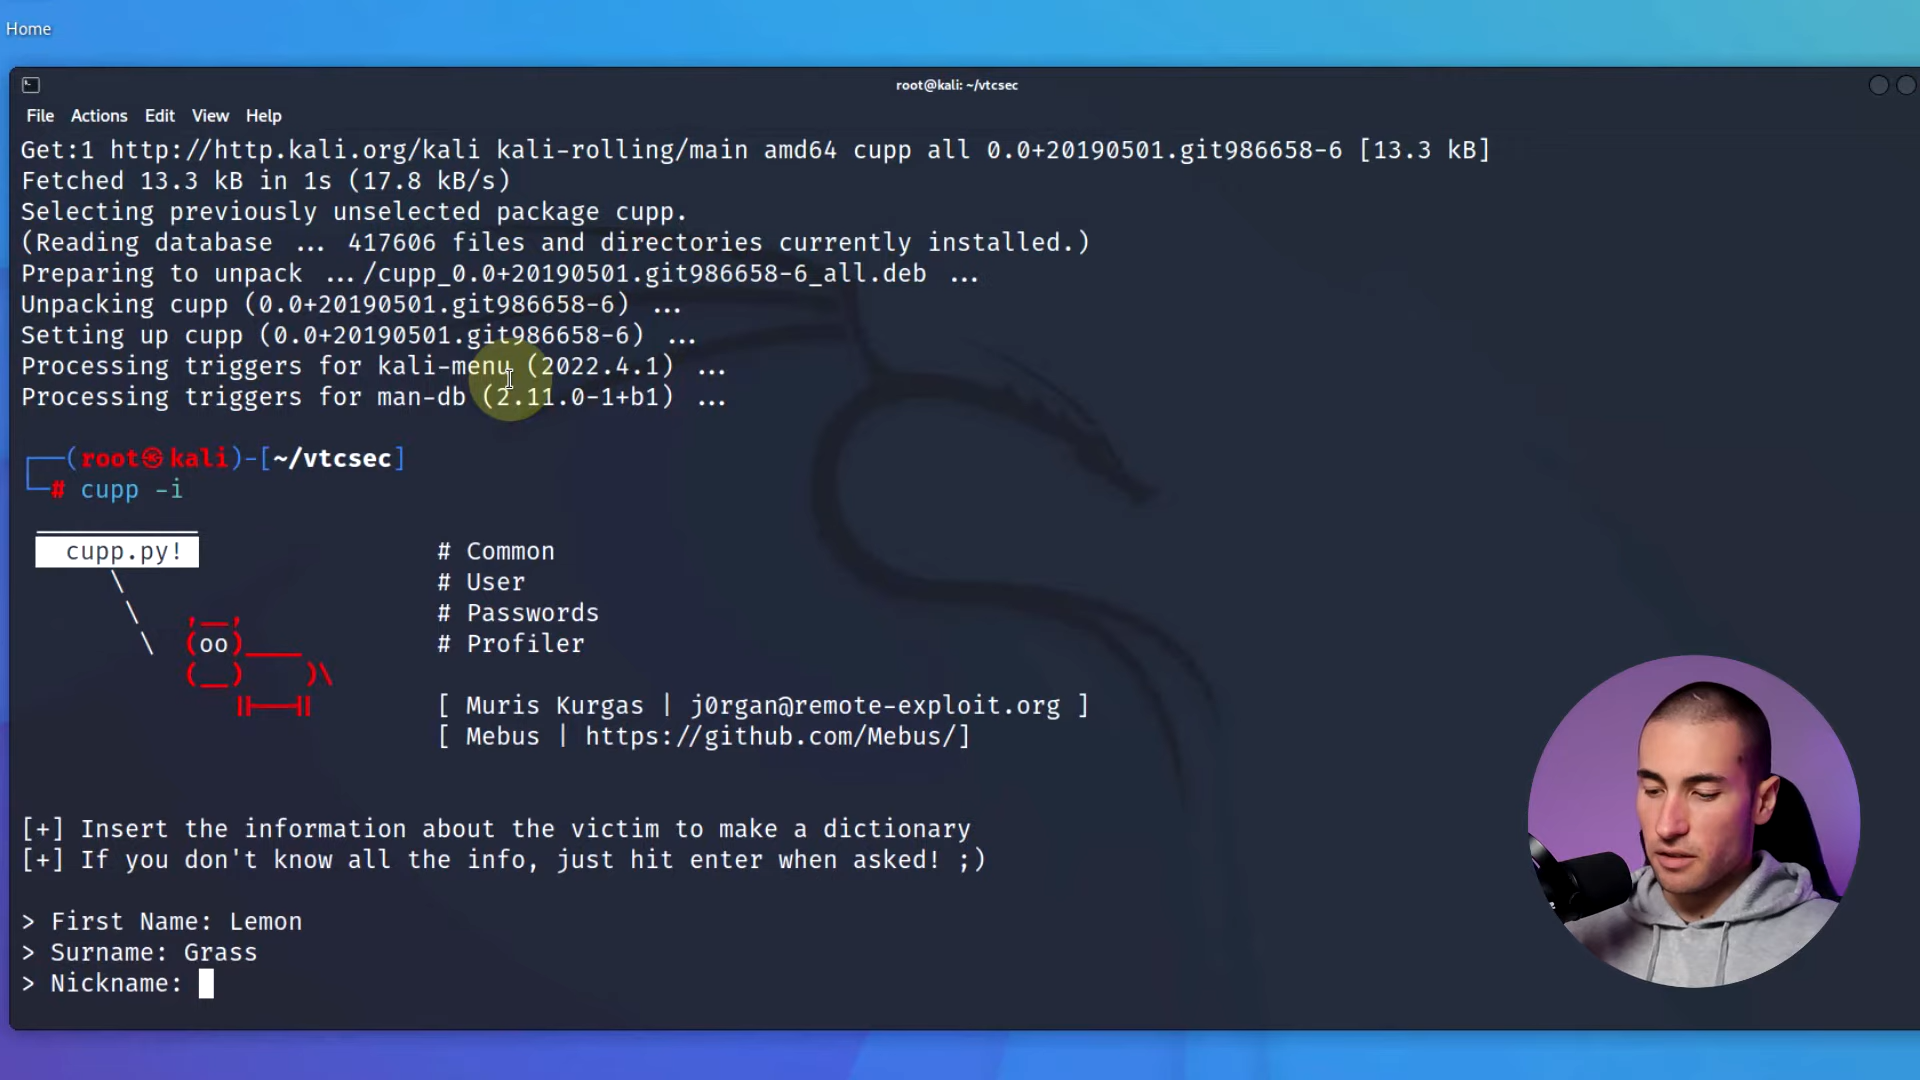 Home
root@kali: ~/vtcsec
File Actions Edit View Help
Get:1 http://http.kali.org/kali kali-rolling/main amd64 cupp all 0.0+20190501.git986658-6 [13.3 kB]
Fetched 13.3 kB in 1s (17.8 kB/s)
Selecting previously unselected package cupp.
(Reading database ... 417606 files and directories currently installed.)
Preparing to unpack .../cupp_0.0+20190501.git986658-6_all.deb ...
Unpacking cupp (0.0+20190501.git986658-6) ...
Setting up cupp (0.0+20190501.git986658-6) ...
Processing triggers for kali-menu (2022.4.1) ...
Processing triggers for man-db (2.11.0-1+b1) ...
┌──(root㉿kali)-[~/vtcsec]
└─# cupp -i
cupp.py! # Common
\ # User
\ ,__, # Passwords
\ (oo)____ # Profiler
(__) )\
||--|| [ Muris Kurgas | j0rgan@remote-exploit.org ]
[ Mebus | https://github.com/Mebus/]
[+] Insert the information about the victim to make a dictionary
[+] If you don't know all the info, just hit enter when asked! ;)
> First Name: Lemon
> Surname: Grass
> Nickname: